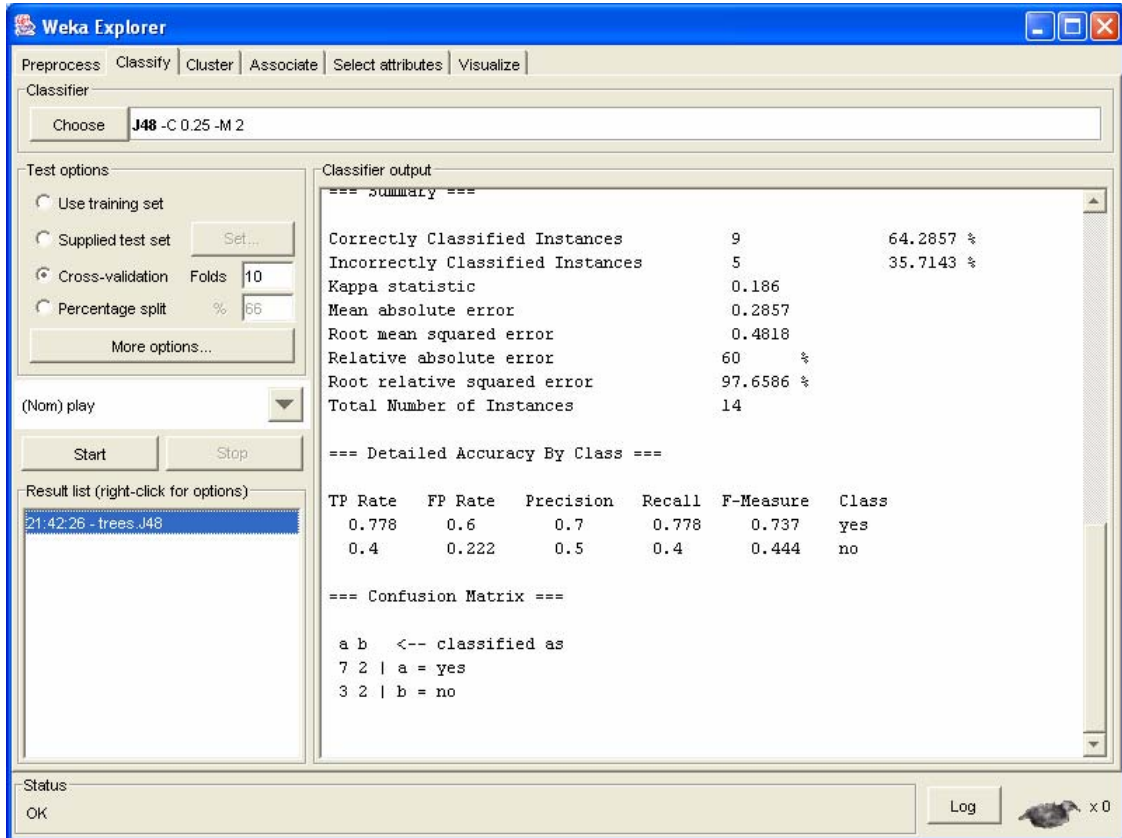 Weka Explorer
Preprocess Classify Cluster Associate Select attributes Visualize
Classifier
Choose J48 -C 0.25 -M 2
Test options
Use training set
Supplied test set Set...
Cross-validation Folds 10
Percentage split % 66
More options...
(Nom) play
Start Stop
Result list (right-click for options)
21:42:26 - trees.J48
Classifier output
=== Summary ===
Correctly Classified Instances 9 64.2857 %
Incorrectly Classified Instances 5 35.7143 %
Kappa statistic 0.186
Mean absolute error 0.2857
Root mean squared error 0.4818
Relative absolute error 60 %
Root relative squared error 97.6586 %
Total Number of Instances 14
=== Detailed Accuracy By Class ===
TP Rate FP Rate Precision Recall F-Measure Class
0.778 0.6 0.7 0.778 0.737 yes
0.4 0.222 0.5 0.4 0.444 no
=== Confusion Matrix ===
a b <-- classified as
7 2 | a = yes
3 2 | b = no
Status
OK
Log x 0